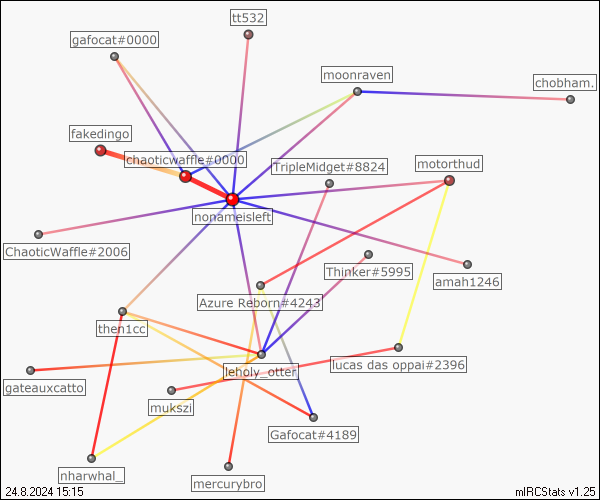 tt532
gafocat#0000
moonraven
chobham.
fakedingo
chaoticwaffle#0000
TripleMidget#8824
motorthud
nonameisleft
ChaoticWaffle#2006
Thinker#5995
amah1246
Azure Reborn#4243
then1cc
leholy_otter
lucas das oppai#2396
gateauxcatto
mukszi
Gafocat#4189
nharwhal_
mercurybro
24.8.2024 15:15
mIRCStats v1.25